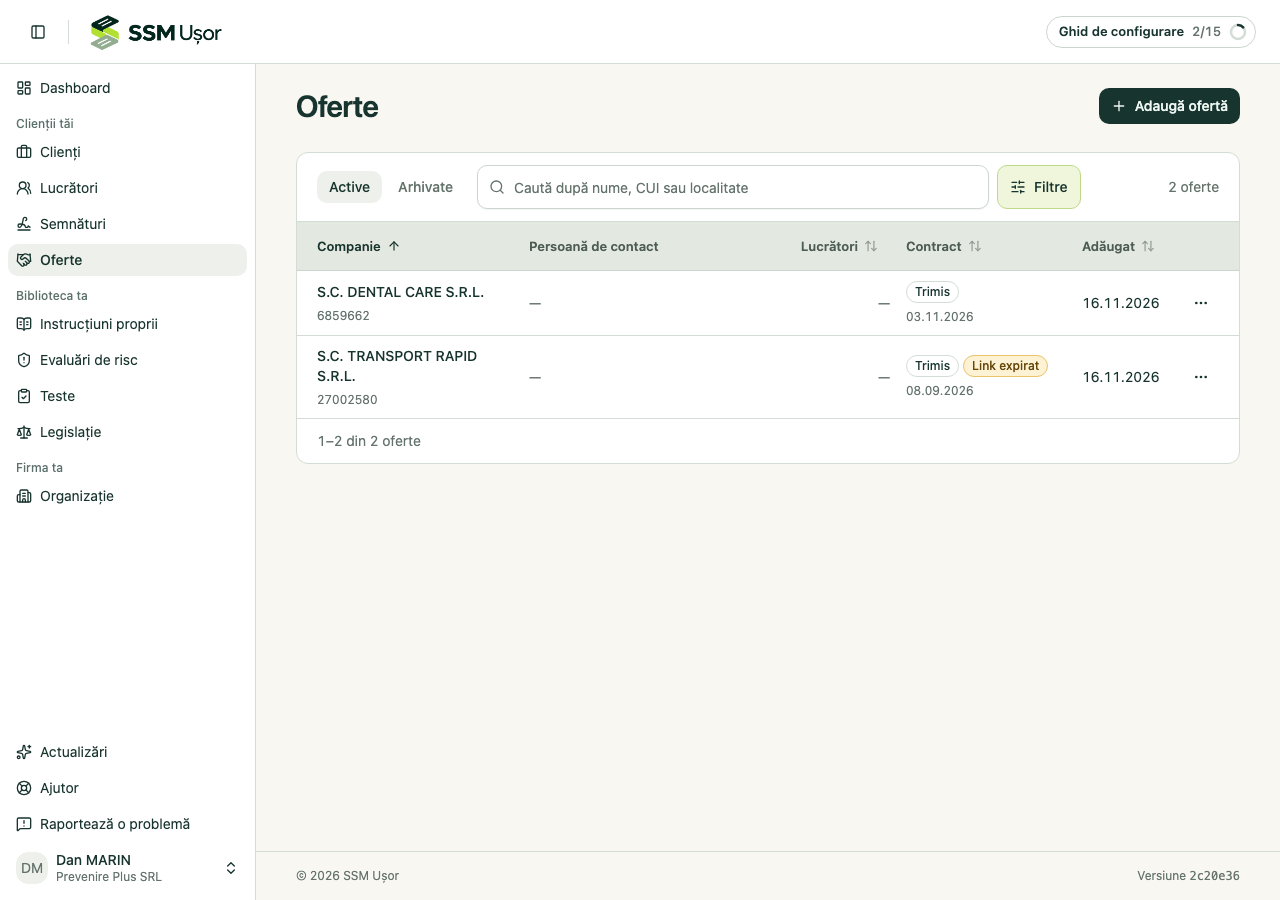 SSM Ușor
Ghid de configurare 2/15
Dashboard
Clienții tăi
Clienți
Lucrători
Semnături
Oferte
Biblioteca ta
Instrucțiuni proprii
Evaluări de risc
Teste
Legislație
Firma ta
Organizație
Actualizări
Ajutor
Raportează o problemă
DM
Dan MARIN
Prevenire Plus SRL
Oferte
Adaugă ofertă
Active Arhivate Caută după nume, CUI sau localitate Filtre 2 oferte
Companie Persoană de contact Lucrători Contract Adăugat
S.C. DENTAL CARE S.R.L.
6859662
— — Trimis
03.11.2026
16.11.2026
S.C. TRANSPORT RAPID
S.R.L.
27002580
— — Trimis Link expirat
08.09.2026
16.11.2026
1–2 din 2 oferte
© 2026 SSM Ușor
Versiune 2c20e36